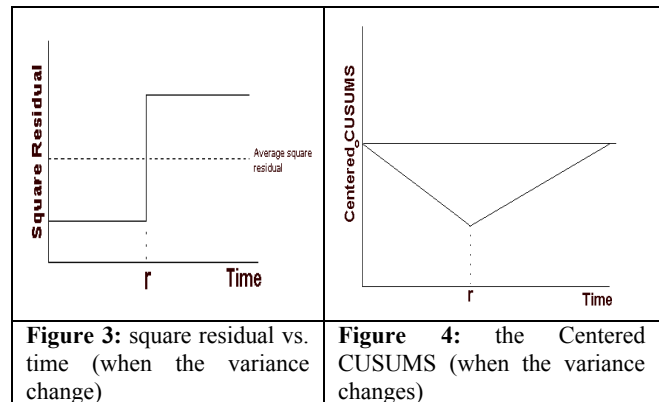 Square Residual
Average square
residual
r
Time
Centered CUSUMS
0
r
Time
Figure 3: square residual vs.
time (when the variance
change)
Figure 4: the Centered
CUSUMS (when the variance
changes)